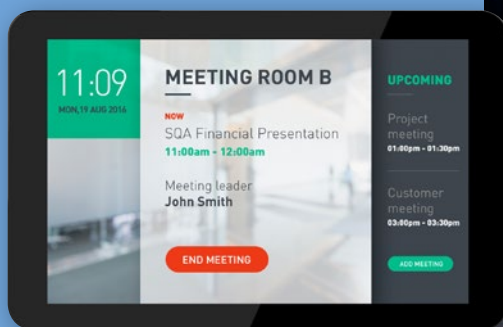 11:09
MON,19 AUG 2014
MEETING ROOM B
NOW
SQA Financial Presentation
11:00am - 12:00am
Meeting leader
John Smith
END MEETING
UPCOMING
Project
meeting
01:00pm - 01:30pm
Customer
meeting
03:00pm - 03:30pm
ADD MEETING